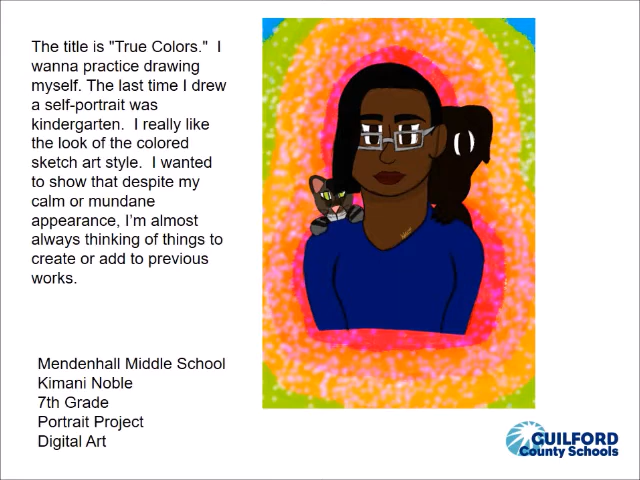 The title is "True Colors."  I
wanna practice drawing
myself. The last time I drew
a self-portrait was
kindergarten.  I really like
the look of the colored
sketch art style.  I wanted
to show that despite my
calm or mundane
appearance, I'm almost
always thinking of things to
create or add to previous
works.
Mendenhall Middle School
Kimani Noble
7th Grade
Portrait Project
Digital Art
GUILFORD
County Schools